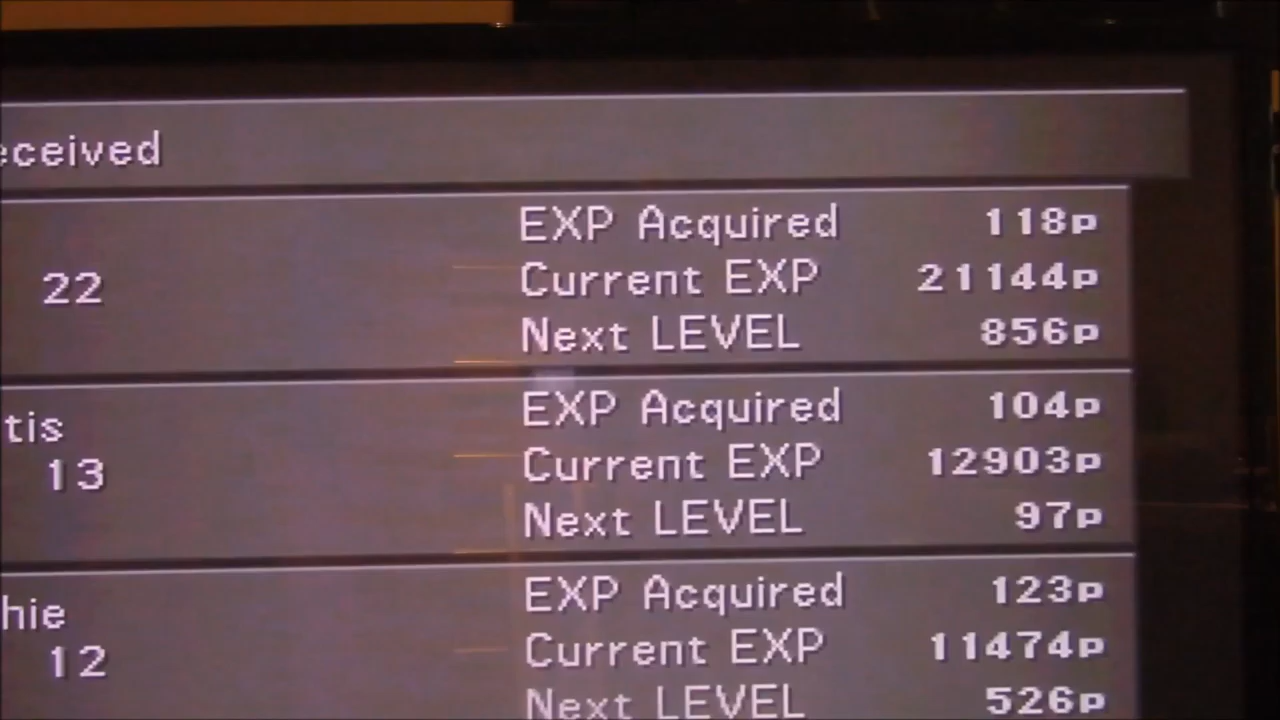 eceived
EXP Acquired 118p
22 Current EXP 21144p
Next LEVEL 856p
EXP Acquired 104p
tis
13 Current EXP 12903p
Next LEVEL 97p
EXP Acquired 123p
hie
12 Current EXP 11474p
Next LEVEL 526p